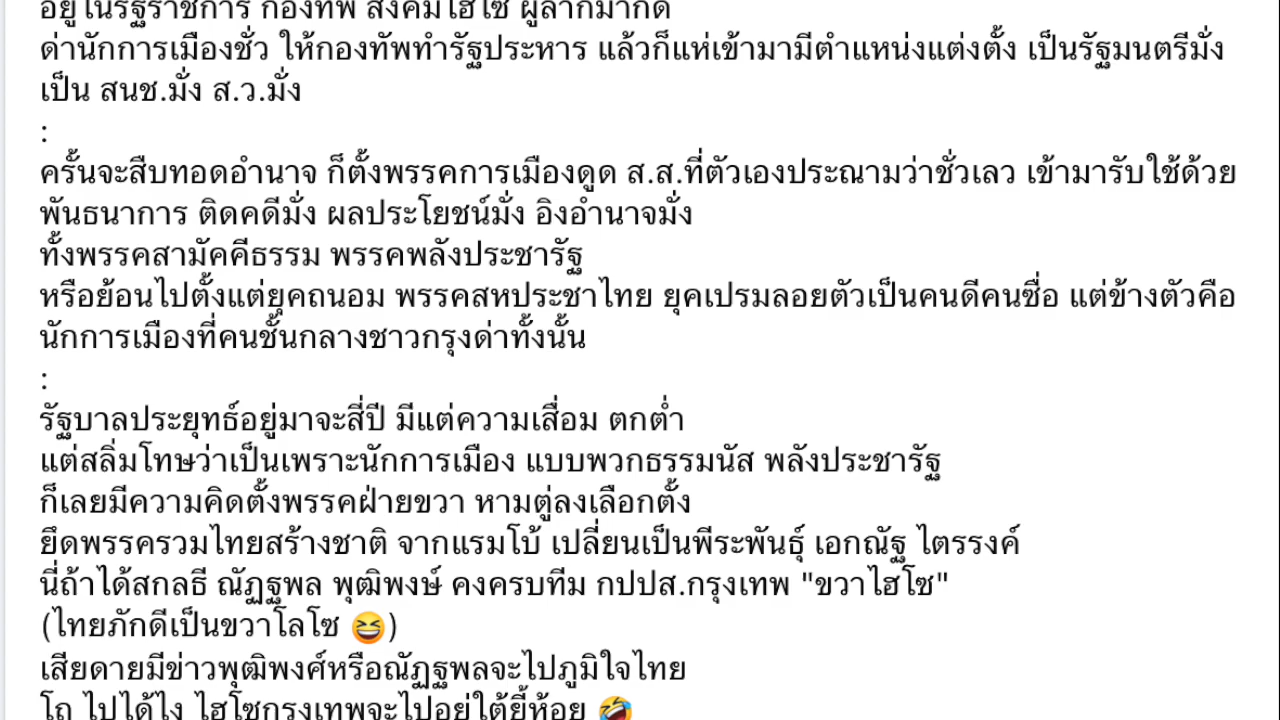 อยู่ในรัฐราชการ กองทัพ สังคมไฮโซ ผู้ลากมากดี
ด่านักการเมืองชั่ว ให้กองทัพทำรัฐประหาร แล้วก็แห่เข้ามามีตำแหน่งแต่งตั้ง เป็นรัฐมนตรีมั่ง
เป็น สนช.มั่ง ส.ว.มั่ง
:
ครั้นจะสืบทอดอำนาจ ก็ตั้งพรรคการเมืองดูด ส.ส.ที่ตัวเองประณามว่าชั่วเลว เข้ามารับใช้ด้วย
พันธนาการ ติดคดีมั่ง ผลประโยชน์มั่ง อิงอำนาจมั่ง
ทั้งพรรคสามัคคีธรรม พรรคพลังประชารัฐ
หรือย้อนไปตั้งแต่ยุคถนอม พรรคสหประชาไทย ยุคเปรมลอยตัวเป็นคนดีคนซื่อ แต่ข้างตัวคือ
นักการเมืองที่คนชั้นกลางชาวกรุงด่าทั้งนั้น
:
รัฐบาลประยุทธ์อยู่มาจะสี่ปี มีแต่ความเสื่อม ตกต่ำ
แต่สลิ่มโทษว่าเป็นเพราะนักการเมือง แบบพวกธรรมนัส พลังประชารัฐ
ก็เลยมีความคิดตั้งพรรคฝ่ายขวา หามตู่ลงเลือกตั้ง
ยึดพรรครวมไทยสร้างชาติ จากแรมโบ้ เปลี่ยนเป็นพีระพันธุ์ เอกณัฐ ไตรรงค์
นี่ถ้าได้สกลธี ณัฏฐพล พุฒิพงษ์ คงครบทีม กปปส.กรุงเทพ "ขวาไฮโซ"
(ไทยภักดีเป็นขวาโลโซ 😆)
เสียดายมีข่าวพุฒิพงศ์หรือณัฏฐพลจะไปภูมิใจไทย
โถ ไปได้ไง ไฮโซกรุงเทพจะไปอยู่ใต้ยี้ห้อย 🤣